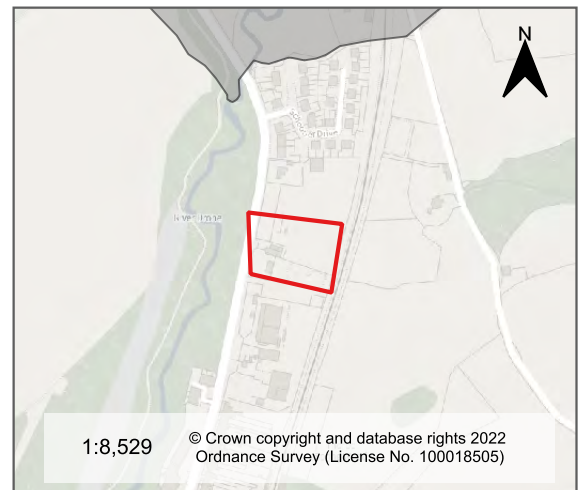 N
1:8,529
© Crown copyright and database rights 2022
Ordnance Survey (License No. 100018505)